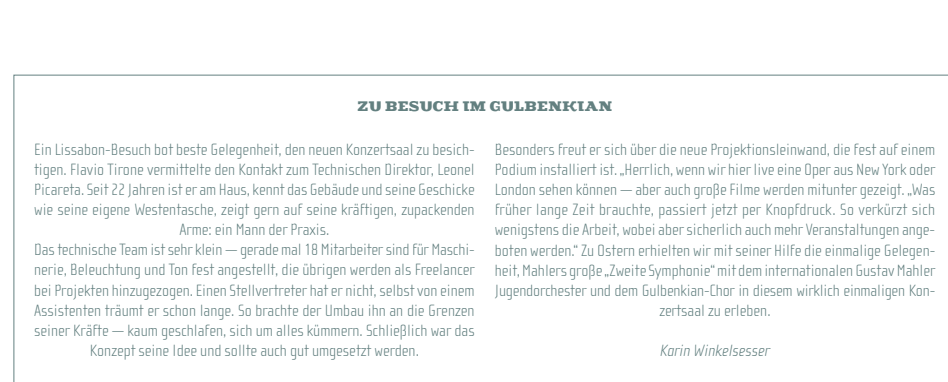 ZU BESUCH IM GULBENKIAN
Ein Lissabon-Besuch bot beste Gelegenheit, den neuen Konzertsaal zu besich-
tigen. Flavio Tirone vermittelte den Kontakt zum Technischen Direktor, Leonel
Picareta. Seit 22 Jahren ist er am Haus, kennt das Gebäude und seine Geschicke
wie seine eigene Westentasche, zeigt gern auf seine kräftigen, zupackenden
Arme: ein Mann der Praxis.
Das technische Team ist sehr klein — gerade mal 18 Mitarbeiter sind für Maschi-
nerie, Beleuchtung und Ton fest angestellt, die übrigen werden als Freelancer
bei Projekten hinzugezogen. Einen Stellvertreter hat er nicht, selbst von einem
Assistenten träumt er schon lange. So brachte der Umbau ihn an die Grenzen
seiner Kräfte — kaum geschlafen, sich um alles kümmern. Schließlich war das
Konzept seine Idee und sollte auch gut umgesetzt werden.
Besonders freut er sich über die neue Projektionsleinwand, die fest auf einem
Podium installiert ist. „Herrlich, wenn wir hier live eine Oper aus New York oder
London sehen können — aber auch große Filme werden mitunter gezeigt. „Was
früher lange Zeit brauchte, passiert jetzt per Knopfdruck. So verkürzt sich
wenigstens die Arbeit, wobei aber sicherlich auch mehr Veranstaltungen ange-
boten werden.“ Zu Ostern erhielten wir mit seiner Hilfe die einmalige Gelegen-
heit, Mahlers große „Zweite Symphonie“ mit dem internationalen Gustav Mahler
Jugendorchester und dem Gulbenkian-Chor in diesem wirklich einmaligen Kon-
zertsaal zu erleben.
Karin Winkelsesser